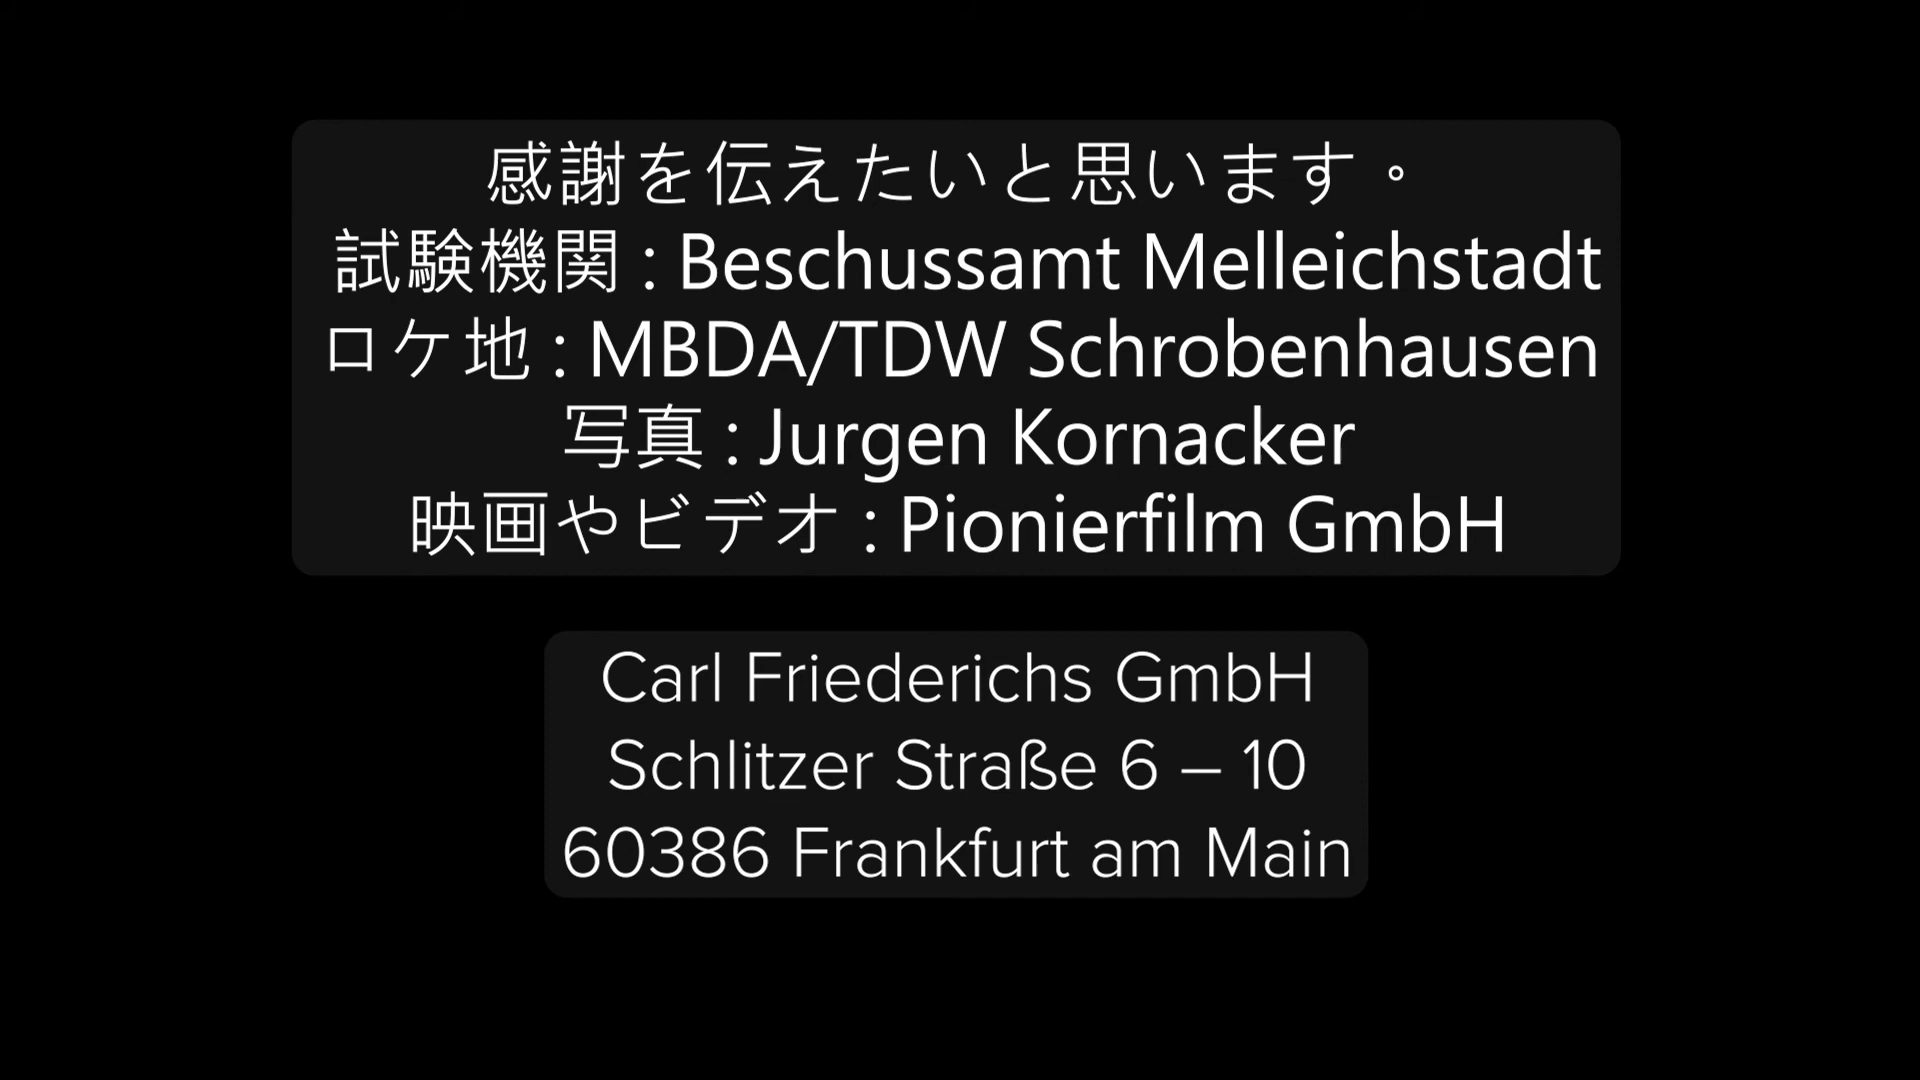 感謝を伝えたいと思います。
試験機関 : Beschussamt Melleichstadt
ロケ地 : MBDA/TDW Schrobenhausen
写真 : Jurgen Kornacker
映画やビデオ : Pionierfilm GmbH
Carl Friederichs GmbH
Schlitzer Straße 6 – 10
60386 Frankfurt am Main